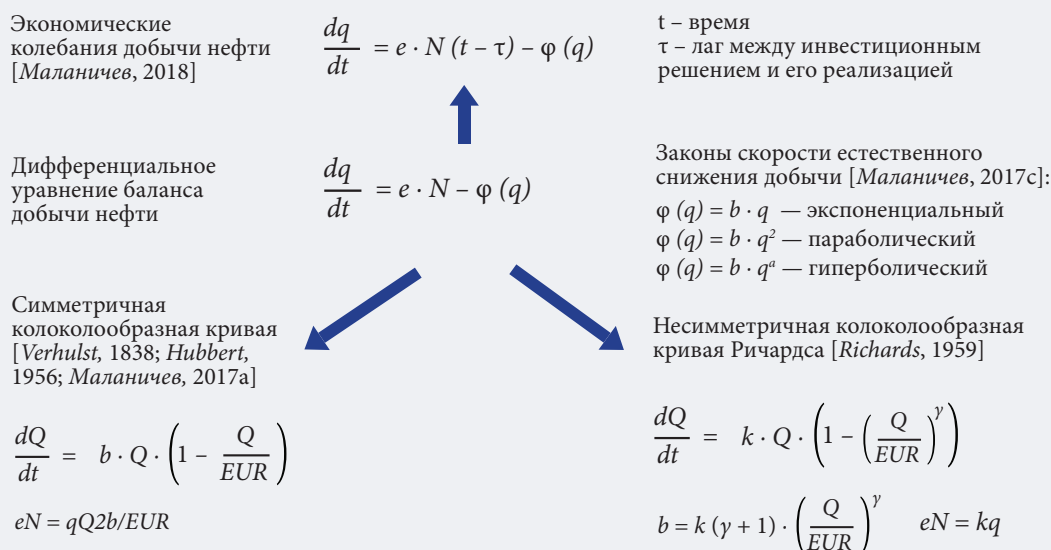 Экономические
колебания добычи нефти
[Маланичев, 2018]
dq/dt = e · N (t – τ) – φ (q)
t – время
τ – лаг между инвестиционным
решением и его реализацией
Дифференциальное
уравнение баланса
добычи нефти
dq/dt = e · N – φ (q)
Законы скорости естественного
снижения добычи [Маланичев, 2017с]:
φ (q) = b · q — экспоненциальный
φ (q) = b · q² — параболический
φ (q) = b · qᵃ — гиперболический
Симметричная
колоколообразная кривая
[Verhulst, 1838; Hubbert,
1956; Маланичев, 2017а]
dQ/dt = b · Q · (1 – Q/EUR)
eN = qQ2b/EUR
Несимметричная колоколообразная
кривая Ричардса [Richards, 1959]
dQ/dt = k · Q · (1 – (Q/EUR)^γ)
b = k (γ + 1) · (Q/EUR)^γ eN = kq